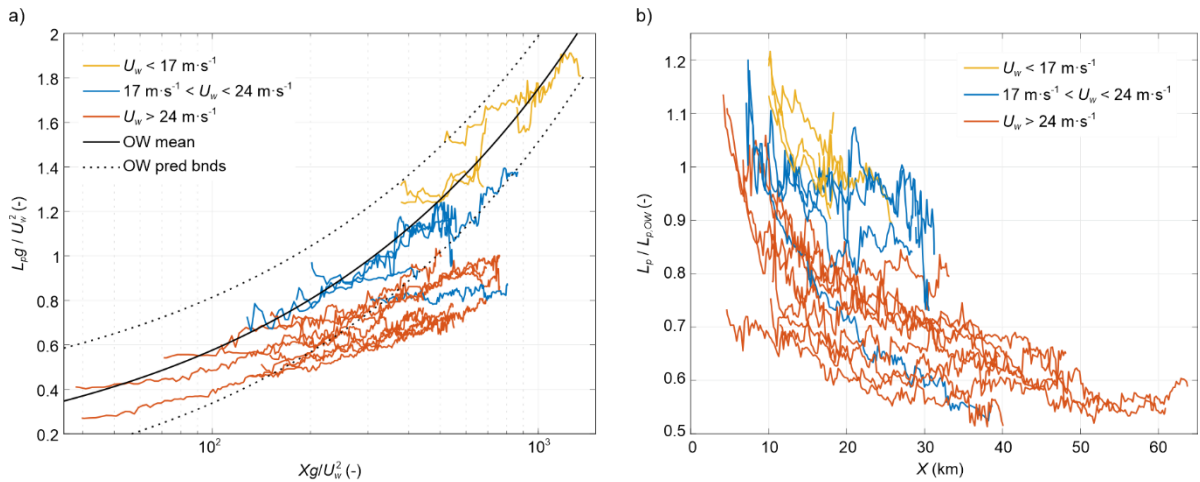 a)
2
1.8
1.6
1.4
1.2
1
0.8
0.6
0.4
0.2
L_p g / U_w^2 (-)
U_w < 17 m·s⁻¹
17 m·s⁻¹ < U_w < 24 m·s⁻¹
U_w > 24 m·s⁻¹
OW mean
OW pred bnds
10² 10³
Xg/U_w^2 (-)
b)
1.2
1.1
1
0.9
0.8
0.7
0.6
0.5
L_p / L_p,OW (-)
U_w < 17 m·s⁻¹
17 m·s⁻¹ < U_w < 24 m·s⁻¹
U_w > 24 m·s⁻¹
0 10 20 30 40 50 60
X (km)